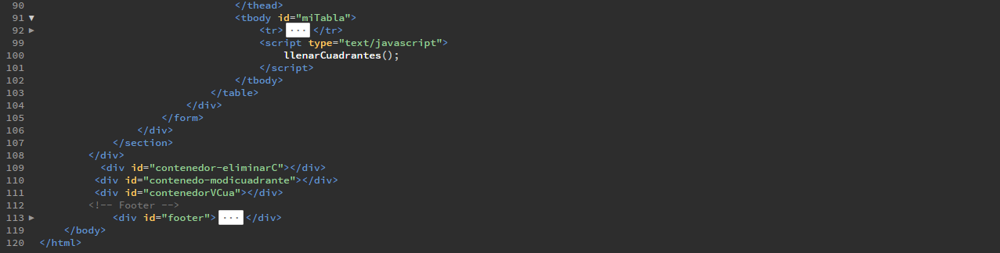 90 </thead>
91 ▼ <tbody id="miTabla">
92 ▶ <tr> ... </tr>
99 <script type="text/javascript">
100 llenarCuadrantes();
101 </script>
102 </tbody>
103 </table>
104 </div>
105 </form>
106 </div>
107 </section>
108 </div>
109 <div id="contenedor-eliminarC"></div>
110 <div id="contenedo-modicuadrante"></div>
111 <div id="contenedorVCua"></div>
112 <!-- Footer -->
113 ▶ <div id="footer"> ... </div>
119 </body>
120 </html>